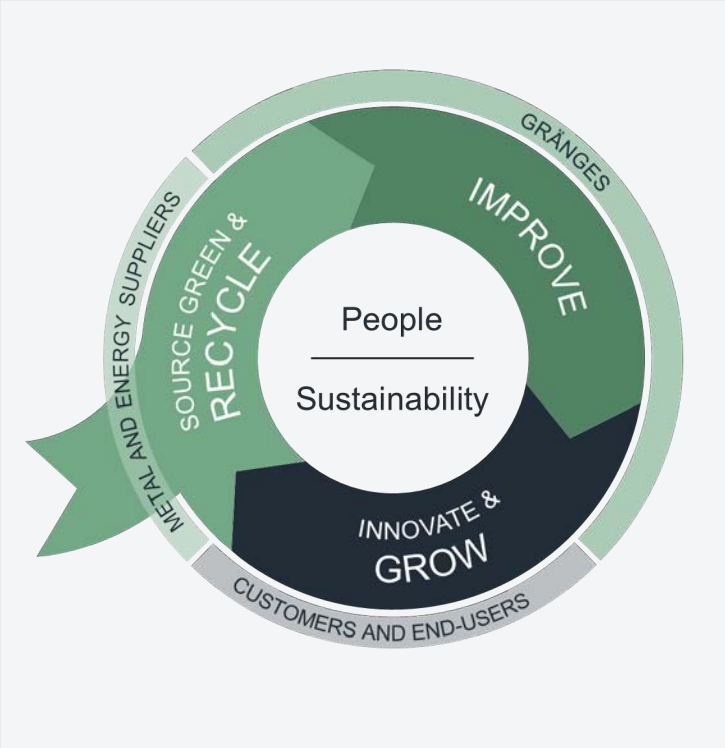 GRÄNGES
IMPROVE
METAL AND ENERGY SUPPLIERS
SOURCE GREEN &
RECYCLE
People
Sustainability
INNOVATE &
GROW
CUSTOMERS AND END-USERS